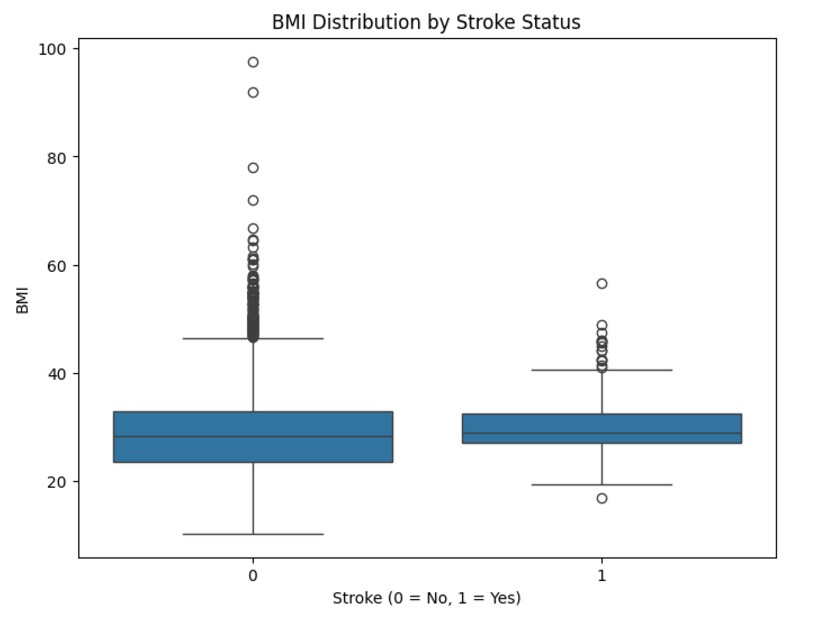 BMI Distribution by Stroke Status
100
80
60
40
20
BMI
0
1
Stroke (0 = No, 1 = Yes)